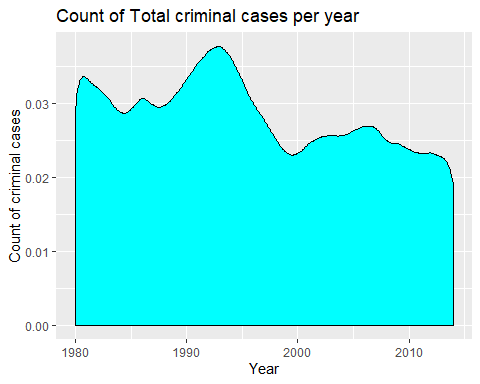 Count of Total criminal cases per year
Count of criminal cases
0.03
0.02
0.01
0.00
1980 1990 2000 2010
Year